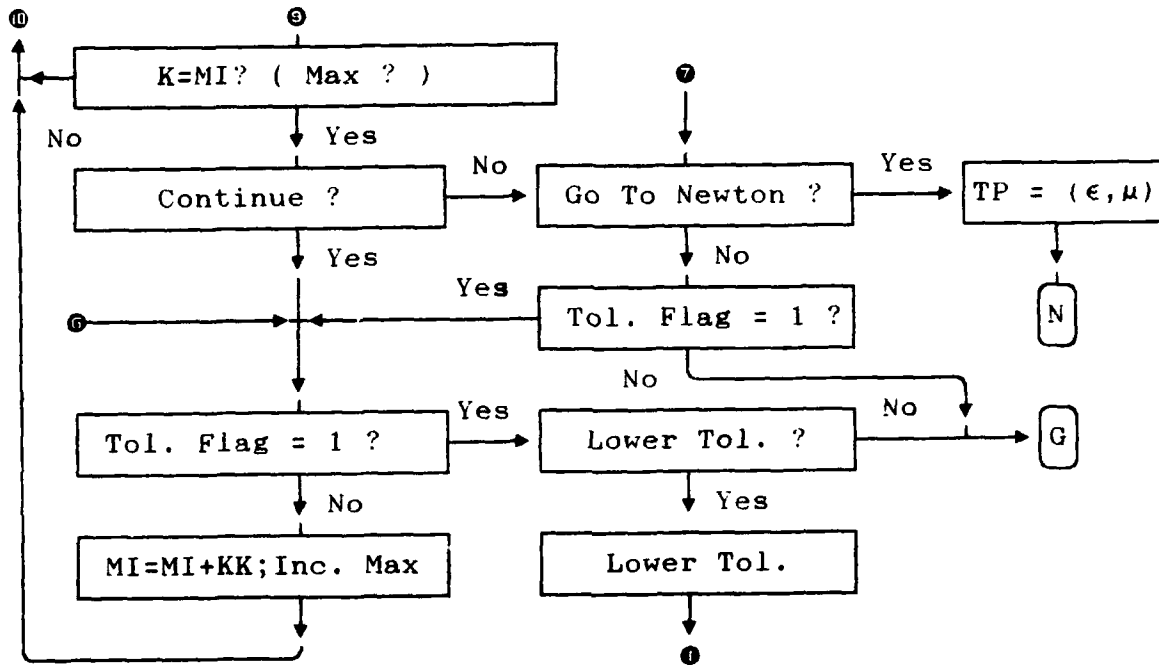 10
9
K=MI? ( Max ? )
7
No
Yes
No
Yes
Continue ?
Go To Newton ?
TP = (ϵ,μ)
Yes
No
Yes
6
Tol. Flag = 1 ?
N
No
Yes
No
Tol. Flag = 1 ?
Lower Tol. ?
G
No
Yes
MI=MI+KK;Inc. Max
Lower Tol.